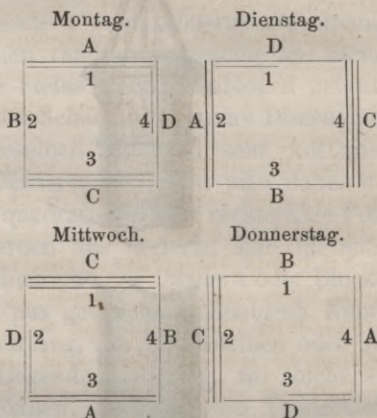 Montag. Dienstag.
A D
1 1
B 2 4 D A 2 4 C
3 3
C B
Mittwoch. Donnerstag.
C B
1 1
D 2 4 B C 2 4 A
3 3
A D